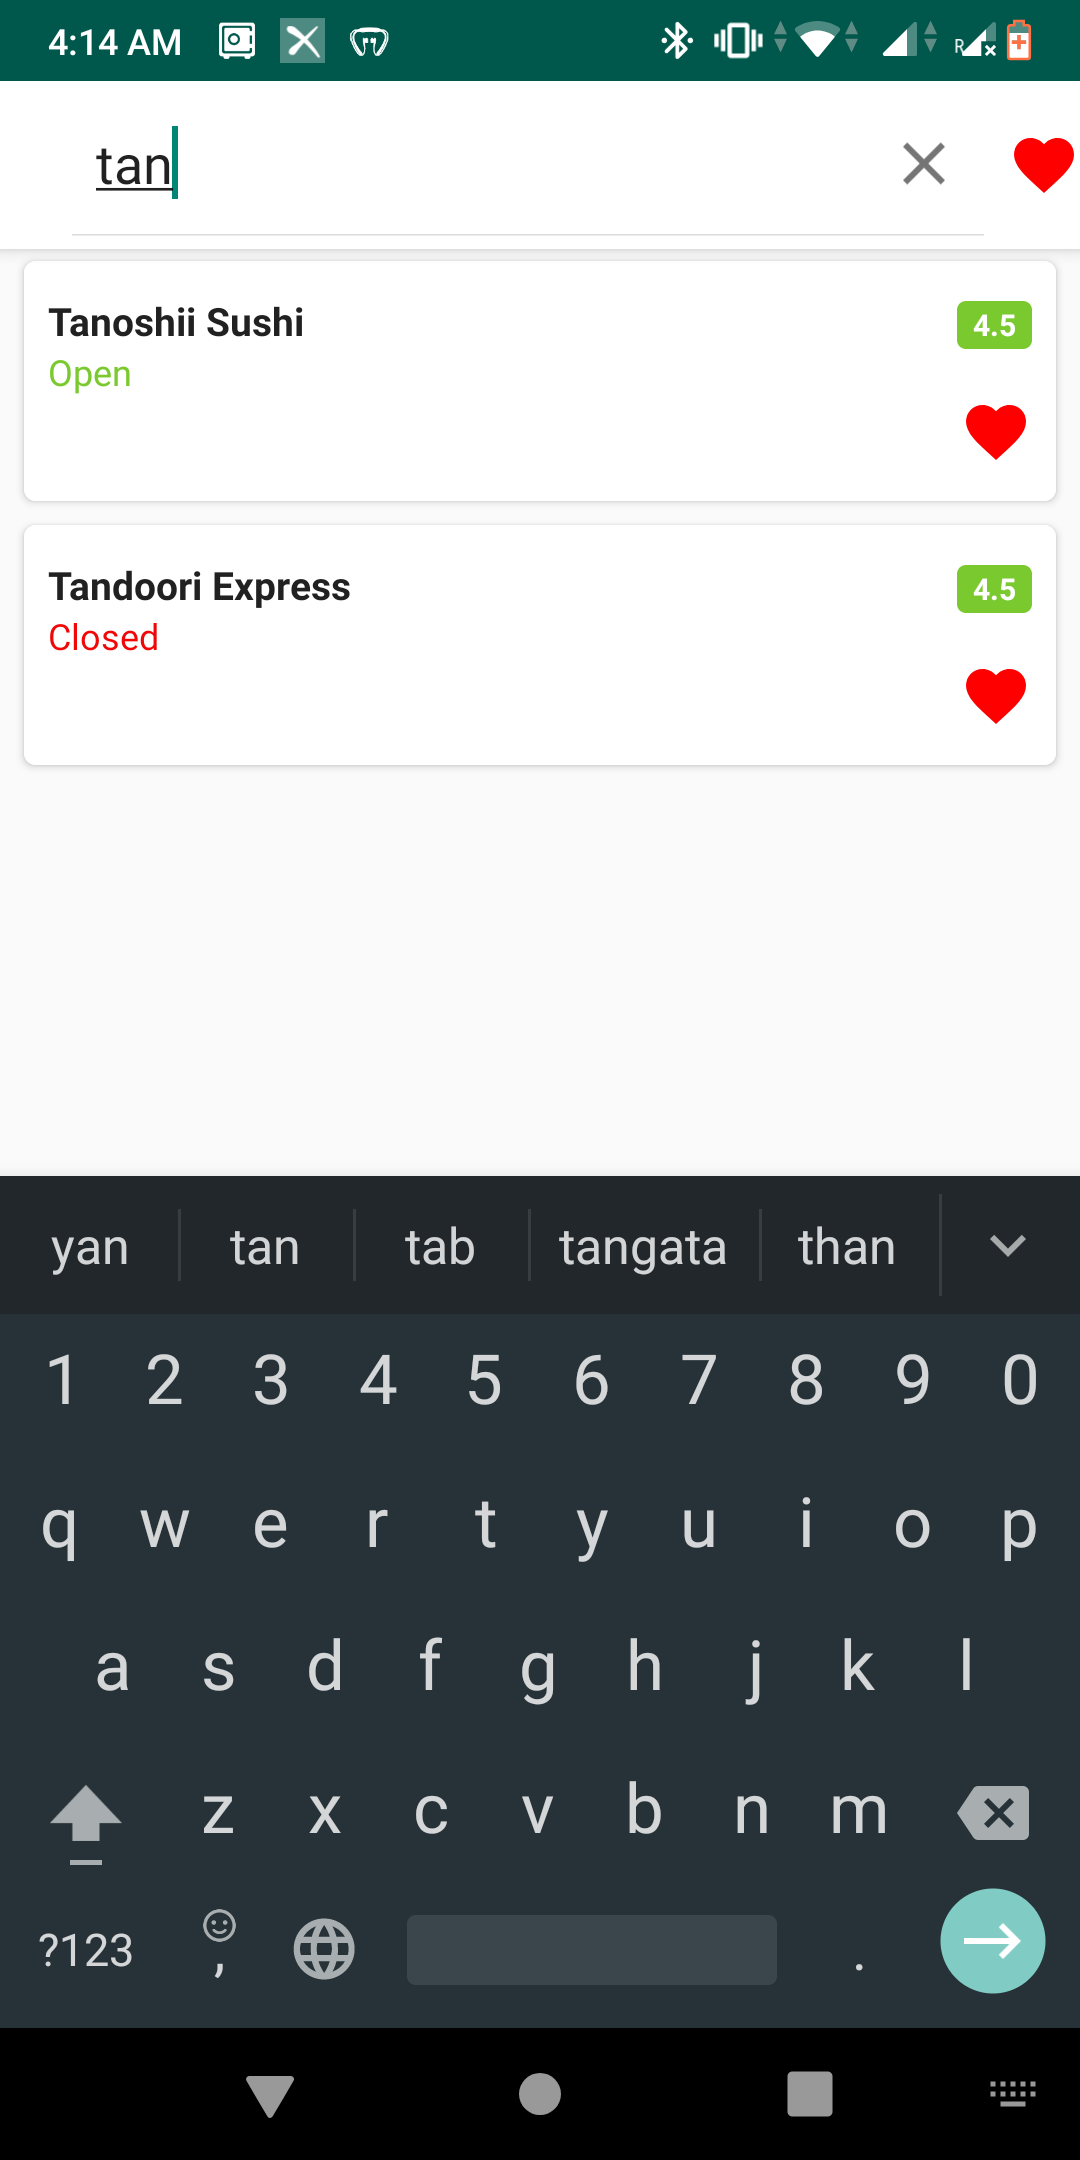 4:14 AM
R
tan
Tanoshii Sushi
4.5
Open
Tandoori Express
4.5
Closed
yan tan tab tangata than
1 2 3 4 5 6 7 8 9 0
q w e r t y u i o p
a s d f g h j k l
z x c v b n m
?123 , .